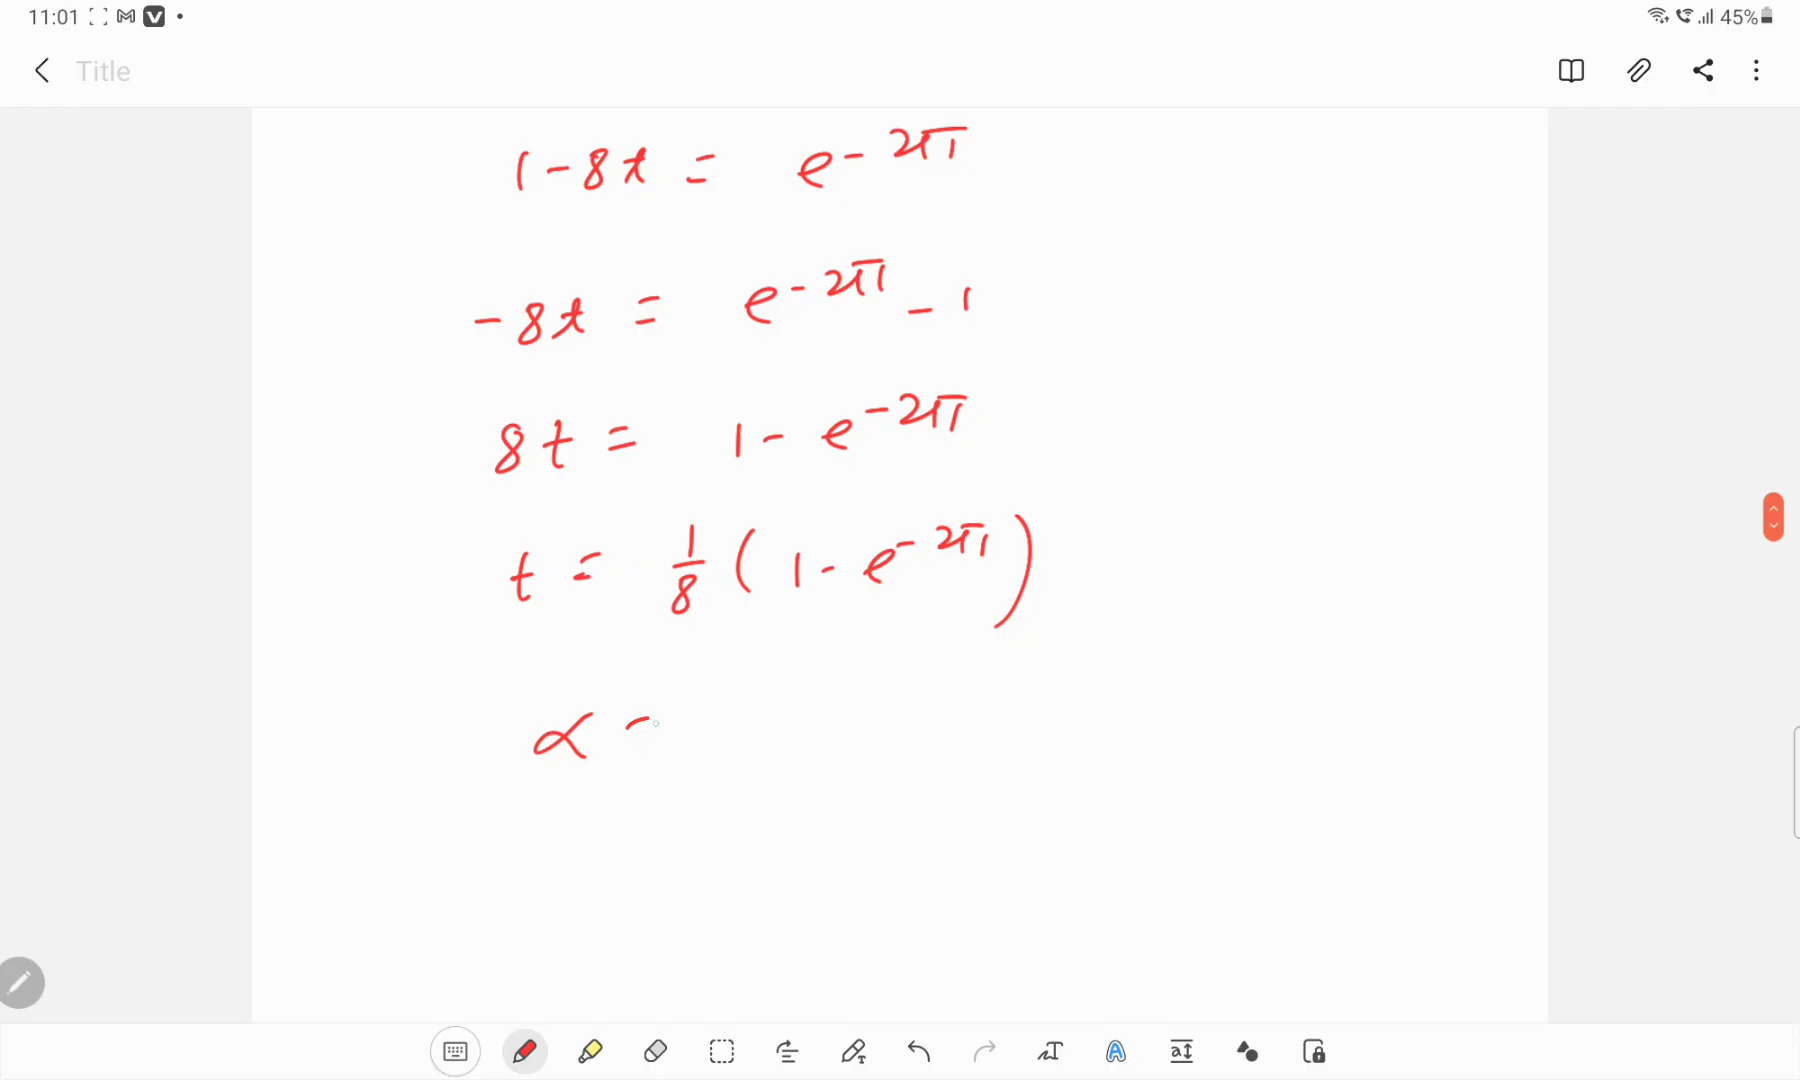 11:01 45%
Title
1 - 8t = e^{-2π}
-8t = e^{-2π} - 1
8t = 1 - e^{-2π}
t = 1/8 (1 - e^{-2π})
α -